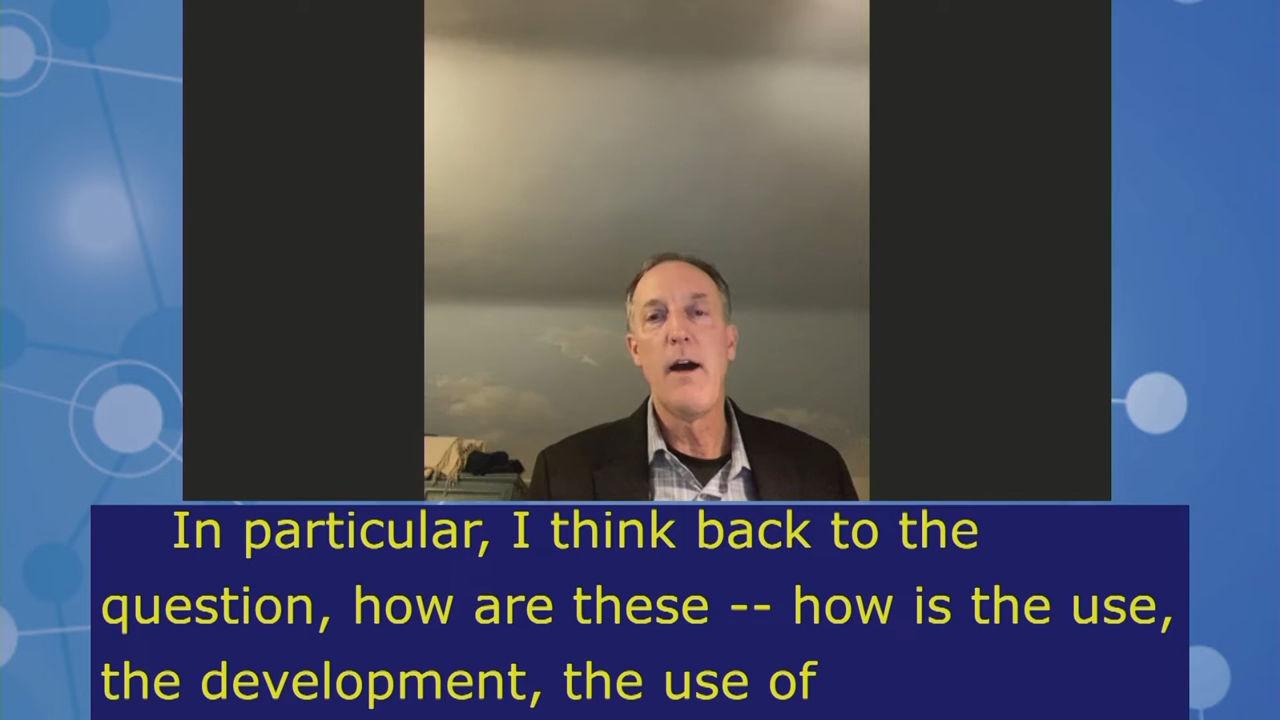 In particular, I think back to the
question, how are these -- how is the use,
the development, the use of